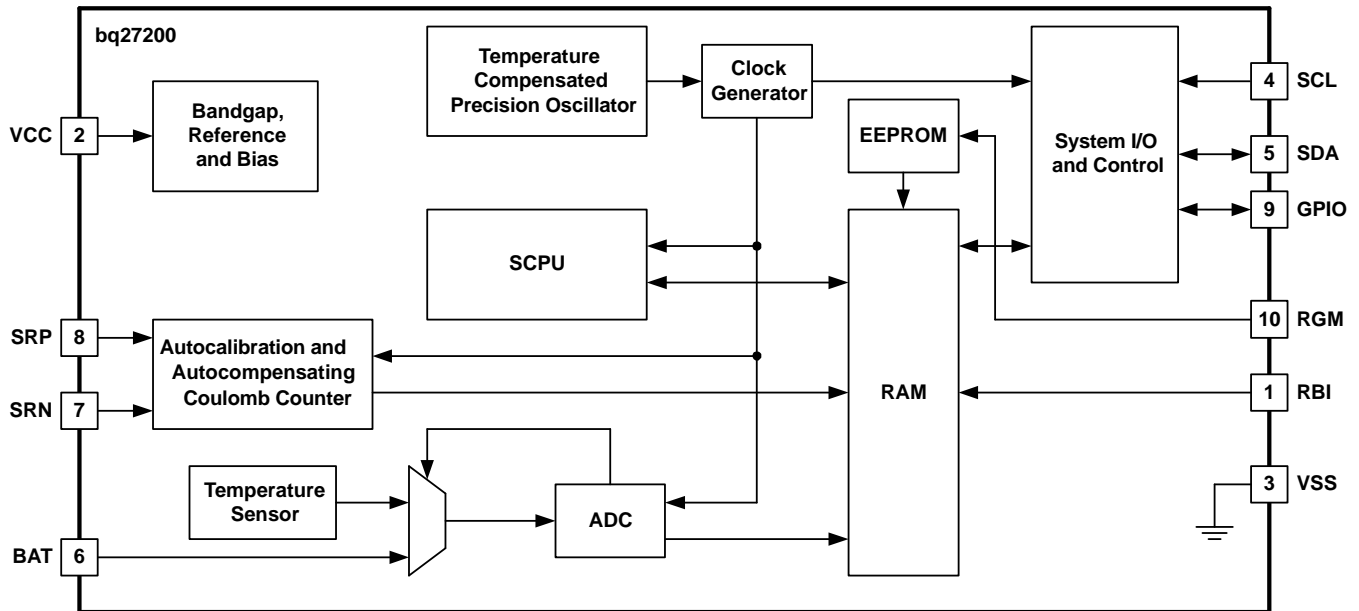 bq27200
Temperature
Compensated
Precision Oscillator
Clock
Generator
4 SCL
Bandgap,
Reference
and Bias
VCC 2
EEPROM
System I/O
and Control
5 SDA
9 GPIO
SCPU
SRP 8
10 RGM
Autocalibration and
Autocompensating
Coulomb Counter
SRN 7
RAM
1 RBI
Temperature
Sensor
ADC
3 VSS
BAT 6